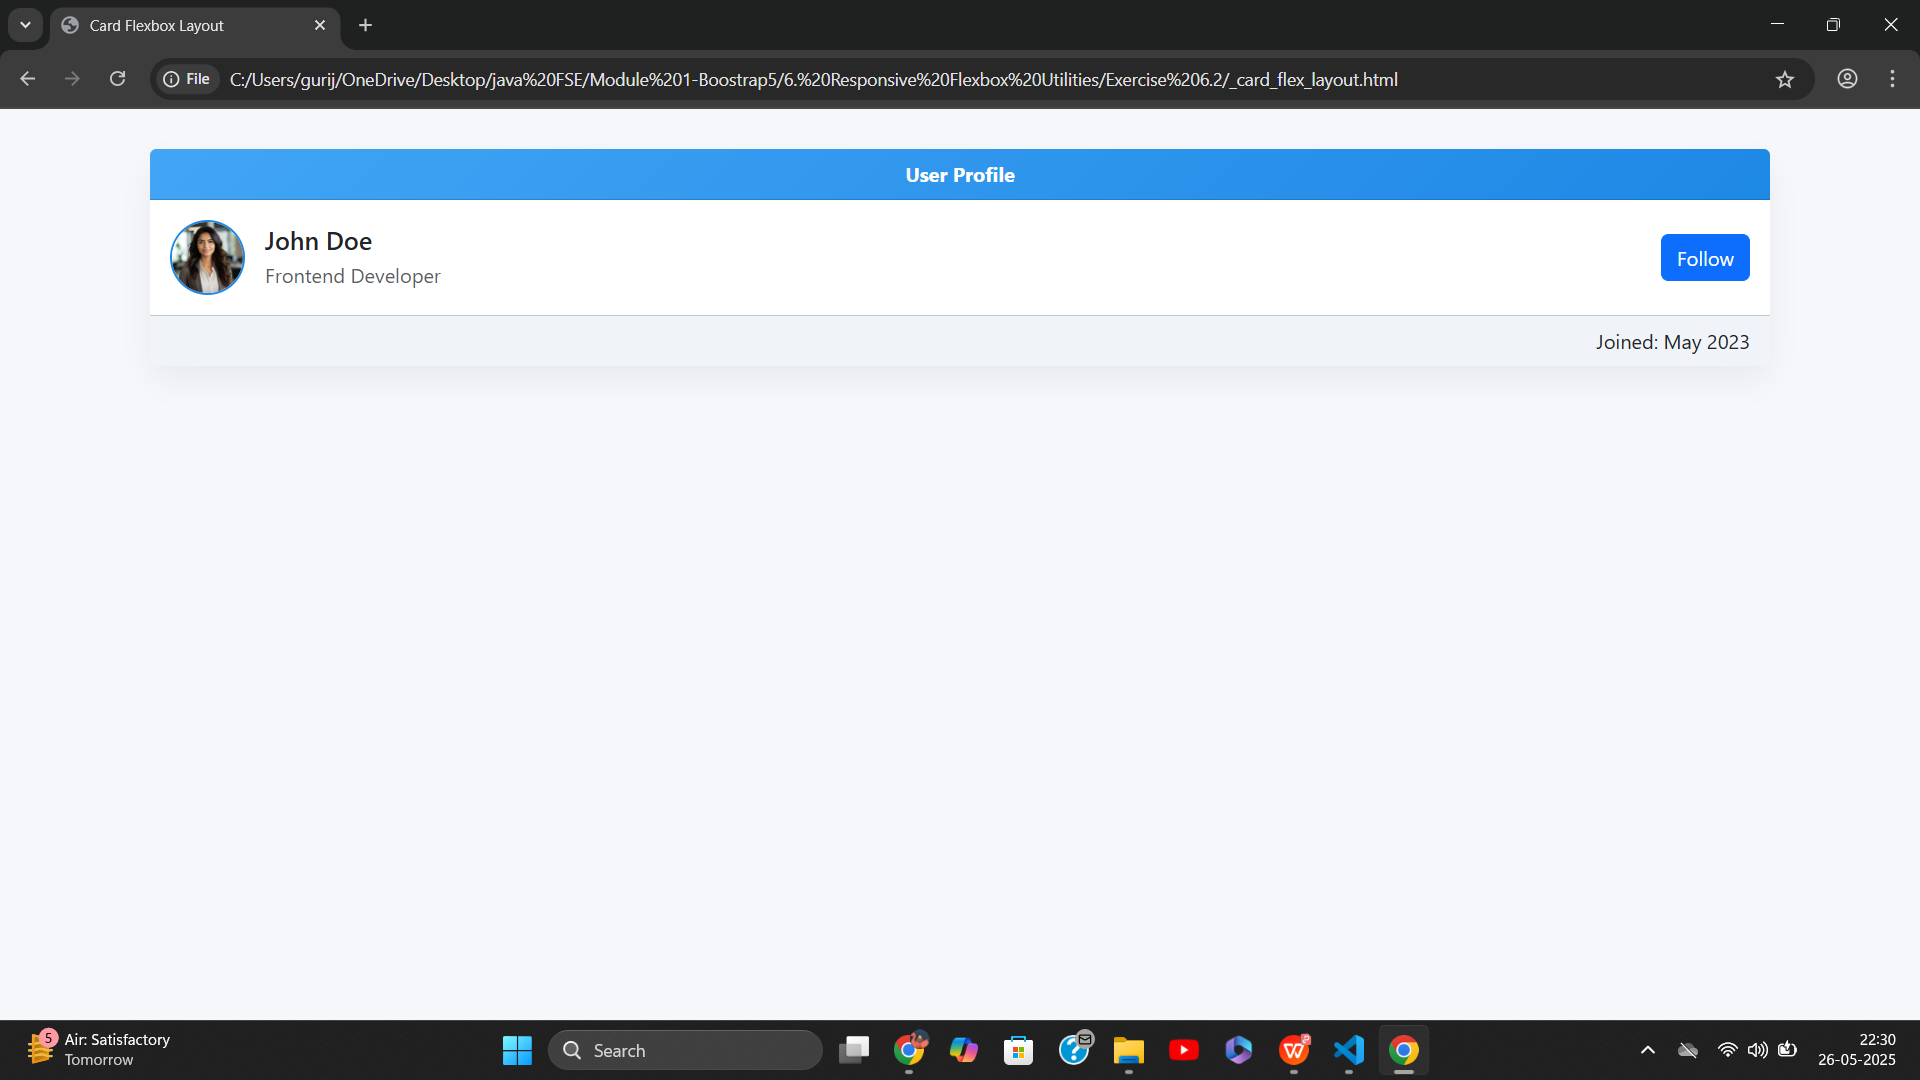 Card Flexbox Layout
File
C:/Users/gurij/OneDrive/Desktop/java%20FSE/Module%201-Boostrap5/6.%20Responsive%20Flexbox%20Utilities/Exercise%206.2/_card_flex_layout.html
User Profile
John Doe
Frontend Developer
Follow
Joined: May 2023
5
Air: Satisfactory
Tomorrow
Search
22:30
26-05-2025